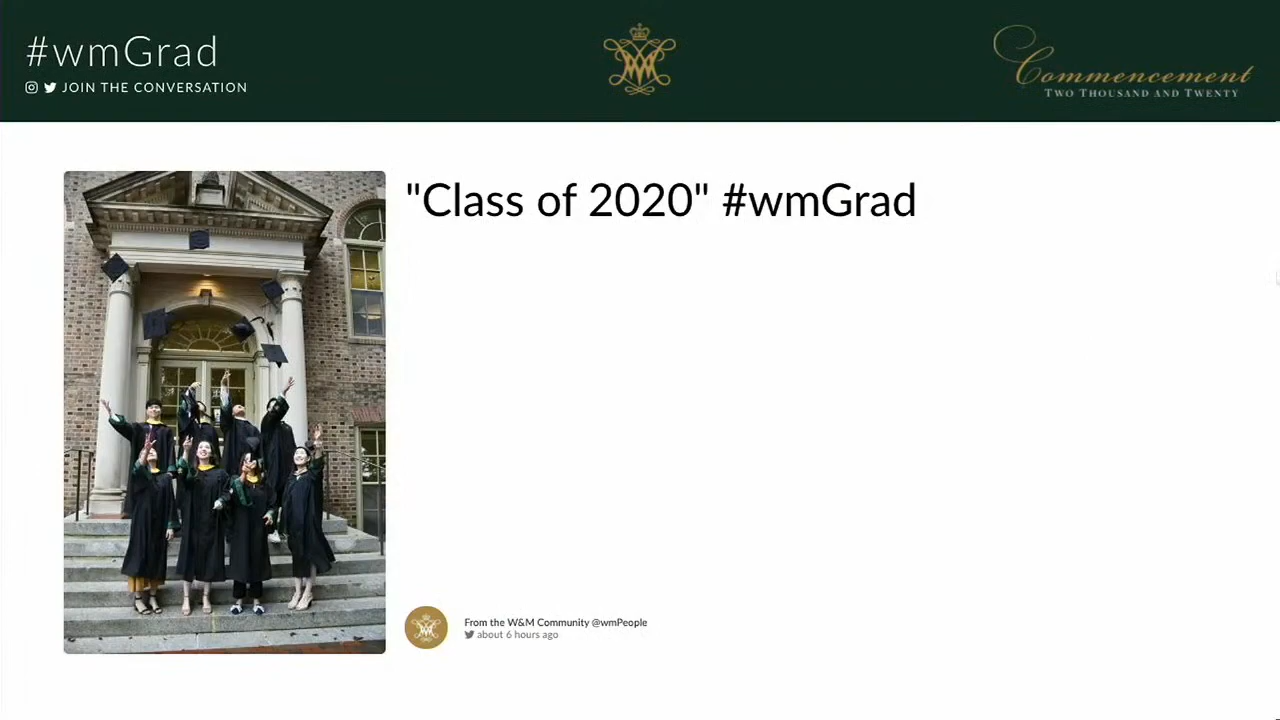 #wmGrad
JOIN THE CONVERSATION
Commencement
TWO THOUSAND AND TWENTY
"Class of 2020" #wmGrad
From the W&M Community @wmPeople
about 6 hours ago